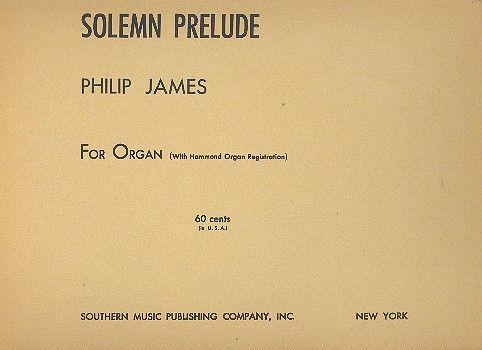 SOLEMN PRELUDE
PHILIP JAMES
FOR ORGAN (With Hammond Organ Registration)
60 cents
(In U. S. A.)
SOUTHERN MUSIC PUBLISHING COMPANY, INC. NEW YORK